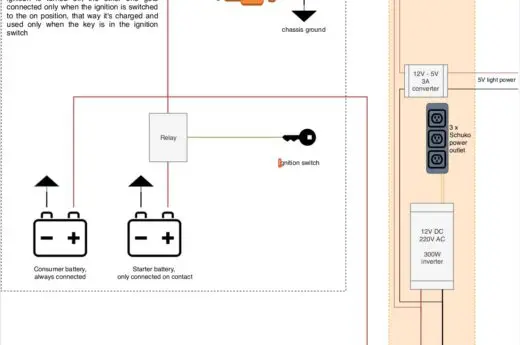 connected only when the ignition is switched
to the on position, that way it's charged and
used only when the key is in the ignition
switch
chassis ground
12V - 5V
3A
converter
5V light power
3 x
Schuko
power
outlet
Relay
Ignition switch
12V DC
220V AC
300W
inverter
Consumer battery,
always connected
Starter battery,
only connected on contact